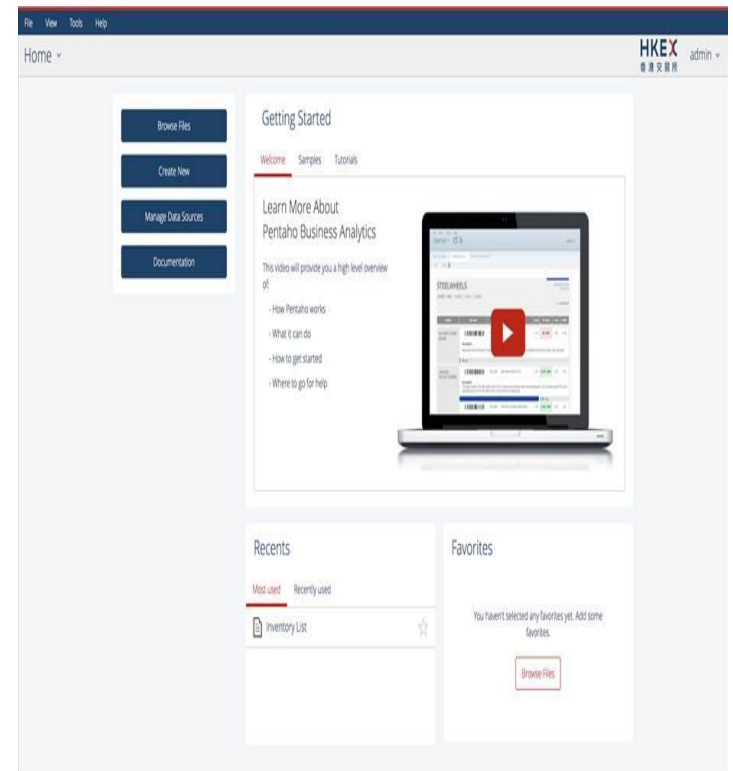 File View Tools Help
Home
HKEX
香港交易所
admin
Browse Files
Create New
Manage Data Sources
Documentation
Getting Started
Welcome Samples Tutorials
Learn More About
Pentaho Business Analytics
This video will provide you a high level overview
of:
- How Pentaho works
- What it can do
- How to get started
- Where to go for help
STEELWHEELS
Recents
Most used Recently used
Inventory List
Favorites
You haven't selected any favorites yet. Add some
favorites.
Browse Files